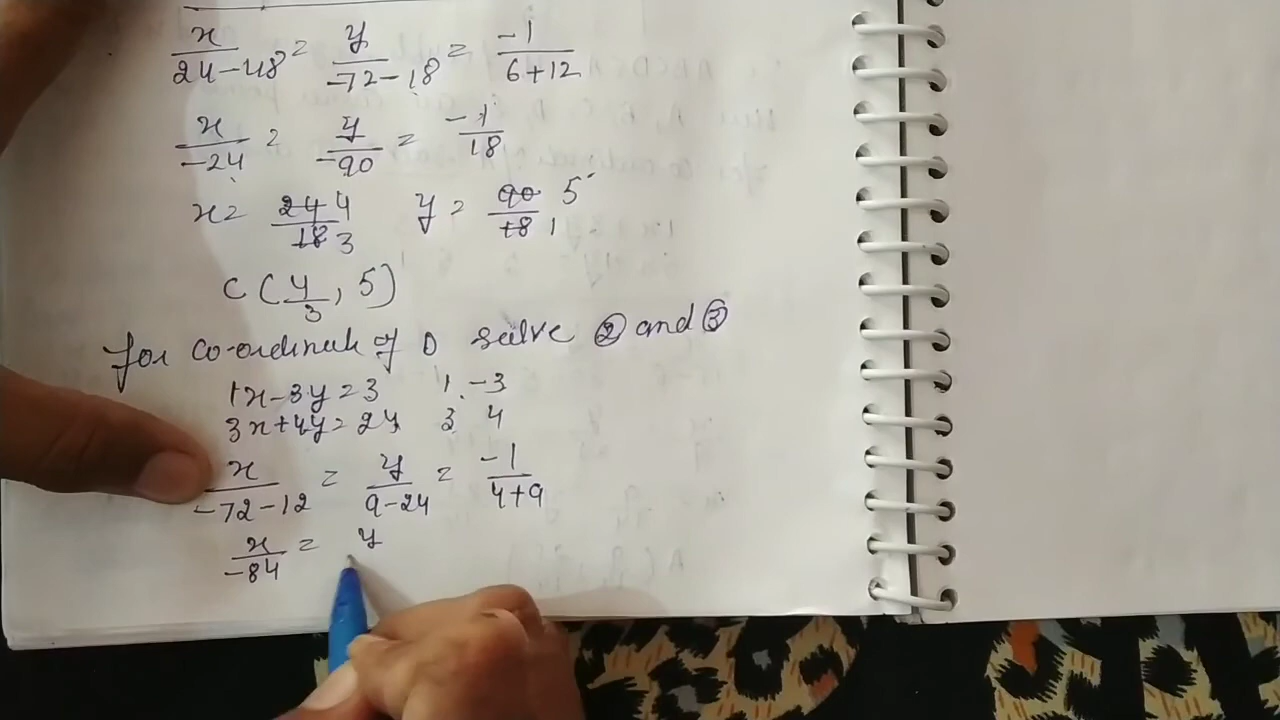 x/24-48 = y/-72-18 = -1/6+12
x/-24 = y/-90 = -1/18
x = 24/18 4/3 y = 90/18 5/1
C (4/3, 5)
for co-ordinate of D solve ② and ③
1x-3y=3 1 -3
3x+4y=24 3 4
x/-72-12 = y/9-24 = -1/4+9
x/-84 = y